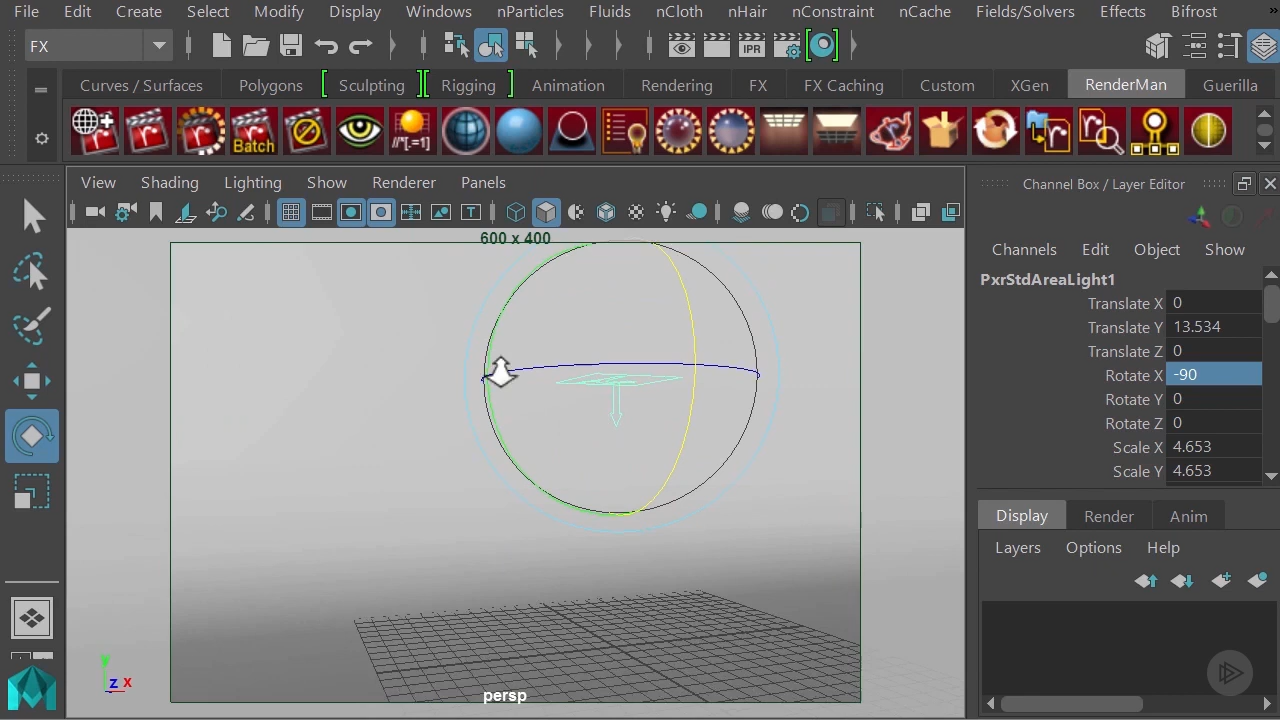 File Edit Create Select Modify Display Windows nParticles Fluids nCloth nHair nConstraint nCache Fields/Solvers Effects Bifrost »
FX
IPR
Curves / Surfaces Polygons Sculpting Rigging Animation Rendering FX FX Caching Custom XGen RenderMan Guerilla
Batch //*[.=1]
View Shading Lighting Show Renderer Panels
Channel Box / Layer Editor
600 x 400
Channels Edit Object Show
PxrStdAreaLight1
Translate X 0
Translate Y 13.534
Translate Z 0
Rotate X -90
Rotate Y 0
Rotate Z 0
Scale X 4.653
Scale Y 4.653
Display Render Anim
Layers Options Help
Y
Z X
persp